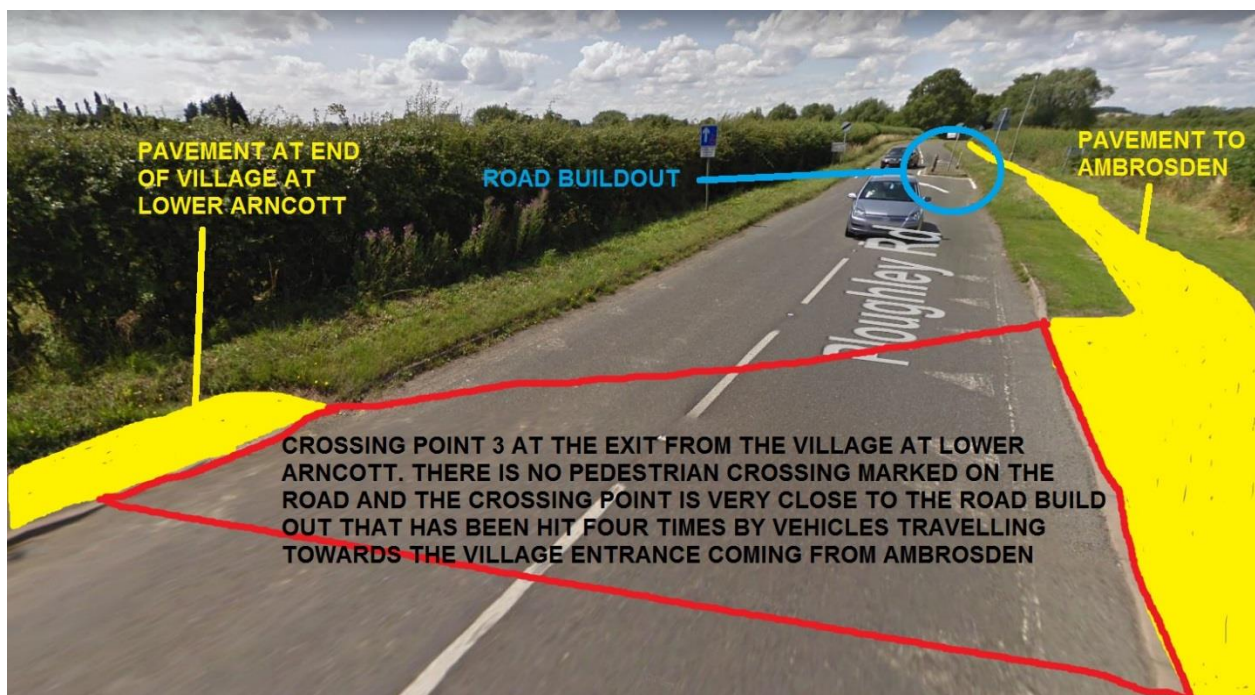 PAVEMENT AT END
OF VILLAGE AT
LOWER ARNCOTT
ROAD BUILDOUT
PAVEMENT TO
AMBROSDEN
Ploughley Rd
CROSSING POINT 3 AT THE EXIT FROM THE VILLAGE AT LOWER
ARNCOTT. THERE IS NO PEDESTRIAN CROSSING MARKED ON THE
ROAD AND THE CROSSING POINT IS VERY CLOSE TO THE ROAD BUILD
OUT THAT HAS BEEN HIT FOUR TIMES BY VEHICLES TRAVELLING
TOWARDS THE VILLAGE ENTRANCE COMING FROM AMBROSDEN